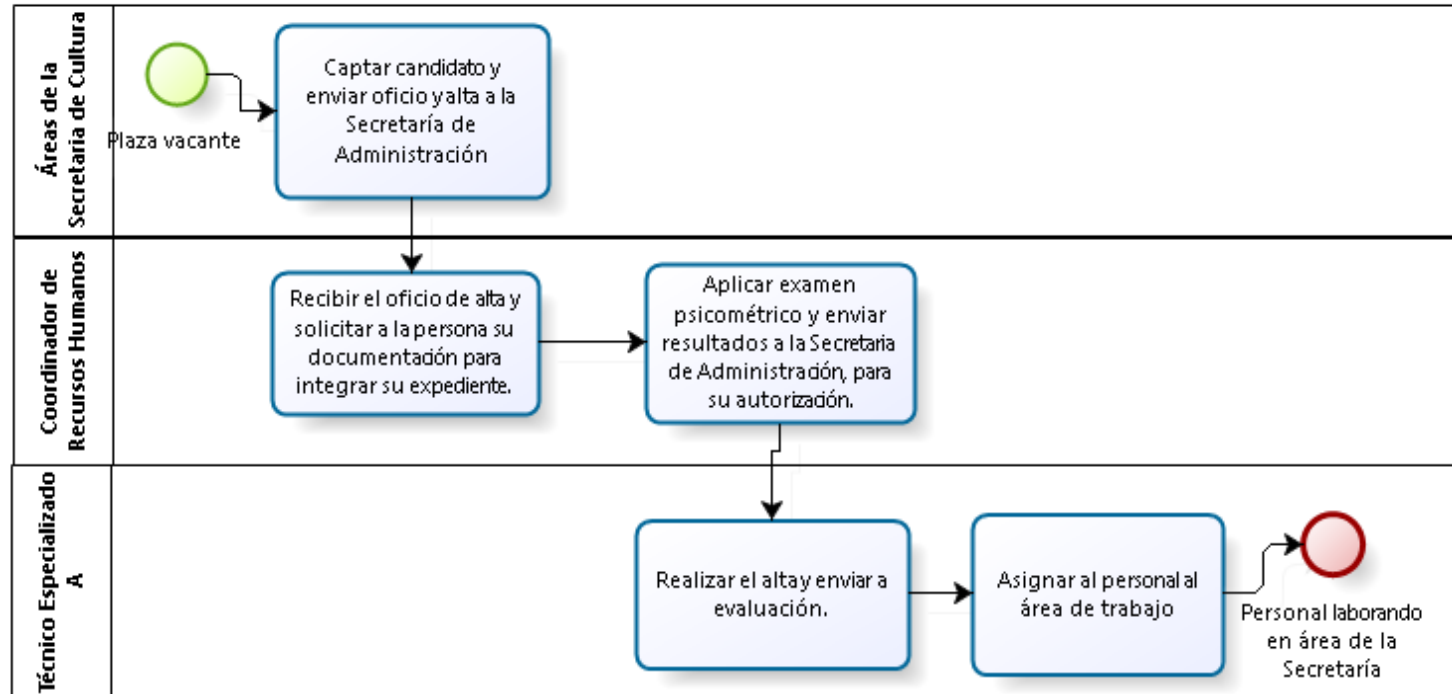 Áreas de la
Secretaria de Cultura
Plaza vacante
Captar candidato y
enviar oficio y alta a la
Secretaría de
Administración
Coordinador de
Recursos Humanos
Recibir el oficio de alta y
solicitar a la persona su
documentación para
integrar su expediente.
Aplicar examen
psicométrico y enviar
resultados a la Secretaria
de Administración, para
su autorización.
Técnico Especializado
A
Realizar el alta y enviar a
evaluación.
Asignar al personal al
área de trabajo
Personal laborando
en área de la
Secretaría